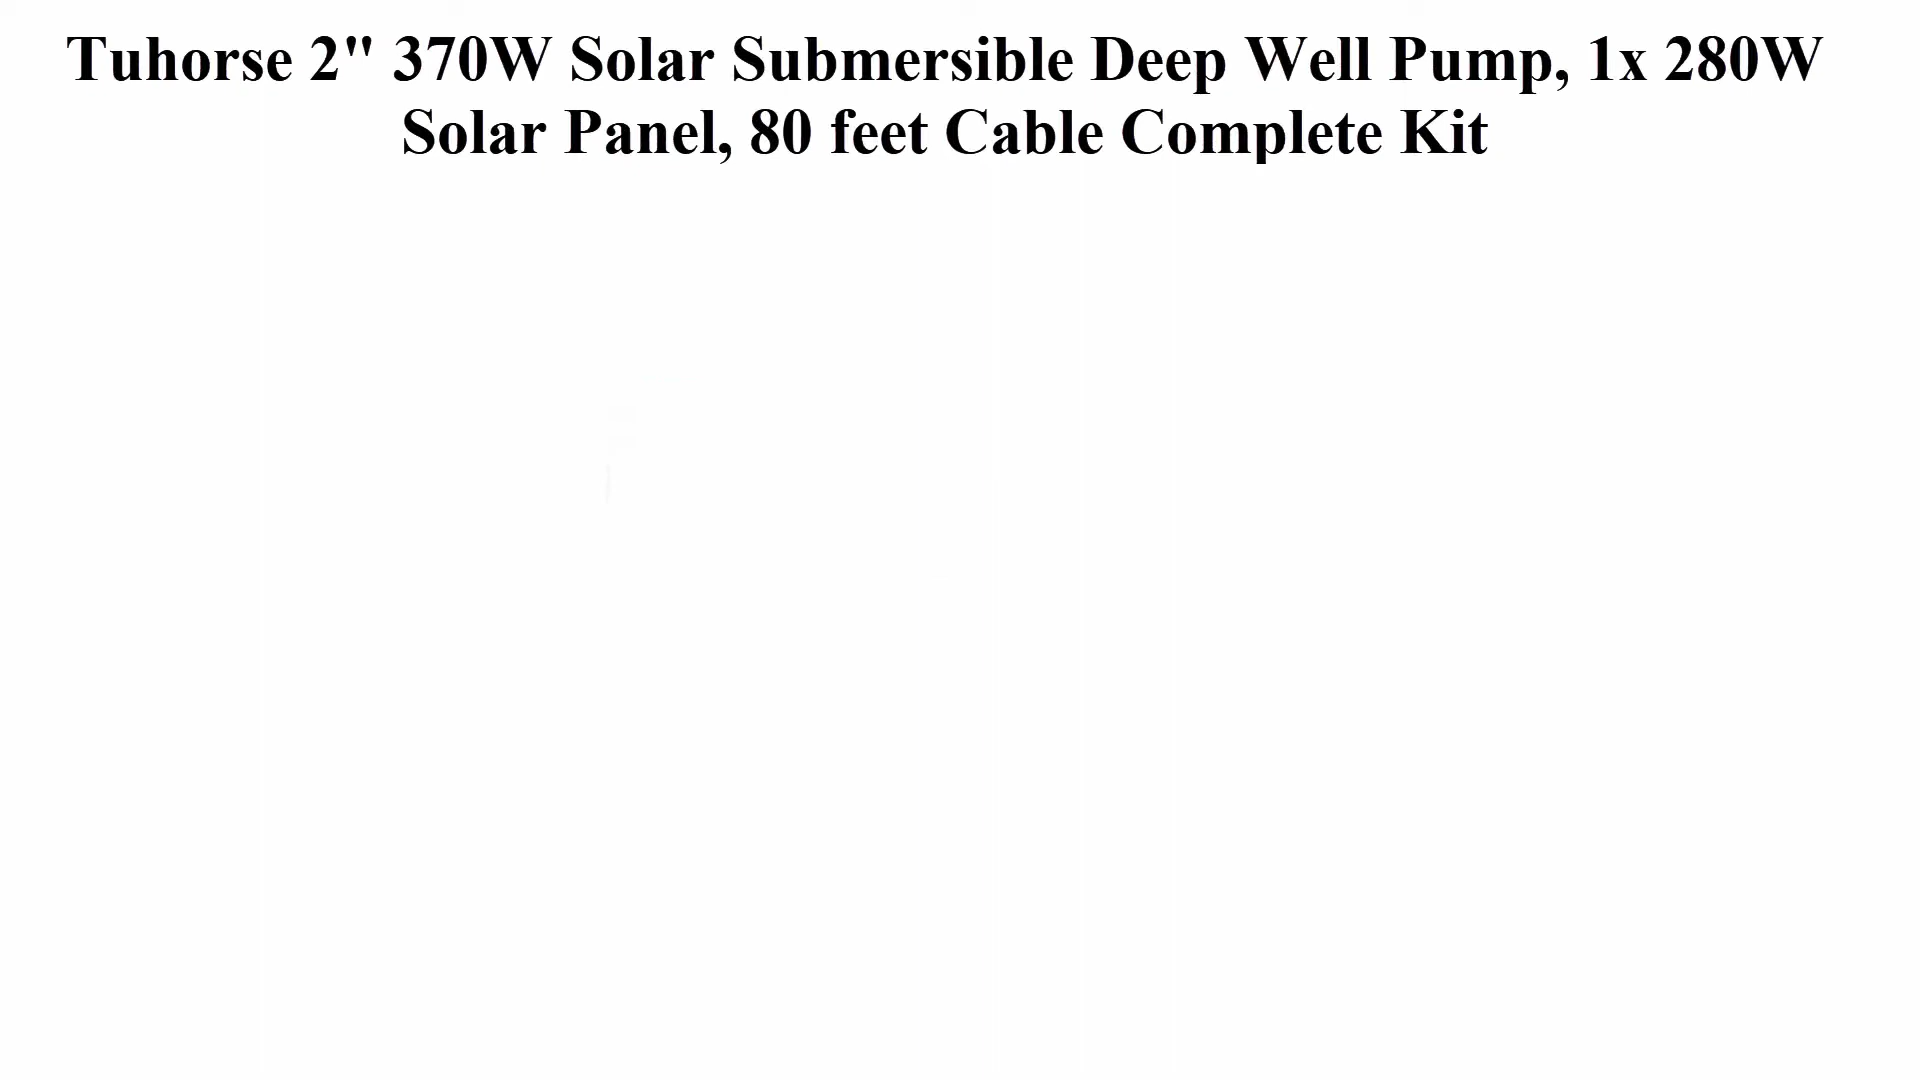 Tuhorse 2" 370W Solar Submersible Deep Well Pump, 1x 280W
Solar Panel, 80 feet Cable Complete Kit